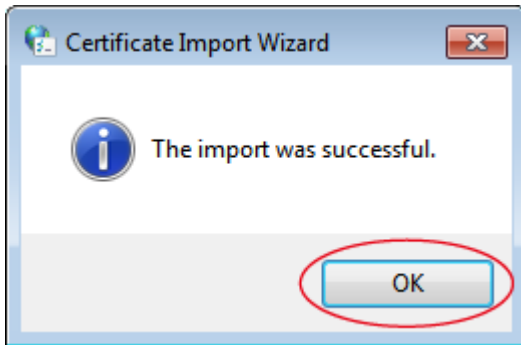 Certificate Import Wizard
The import was successful.
OK